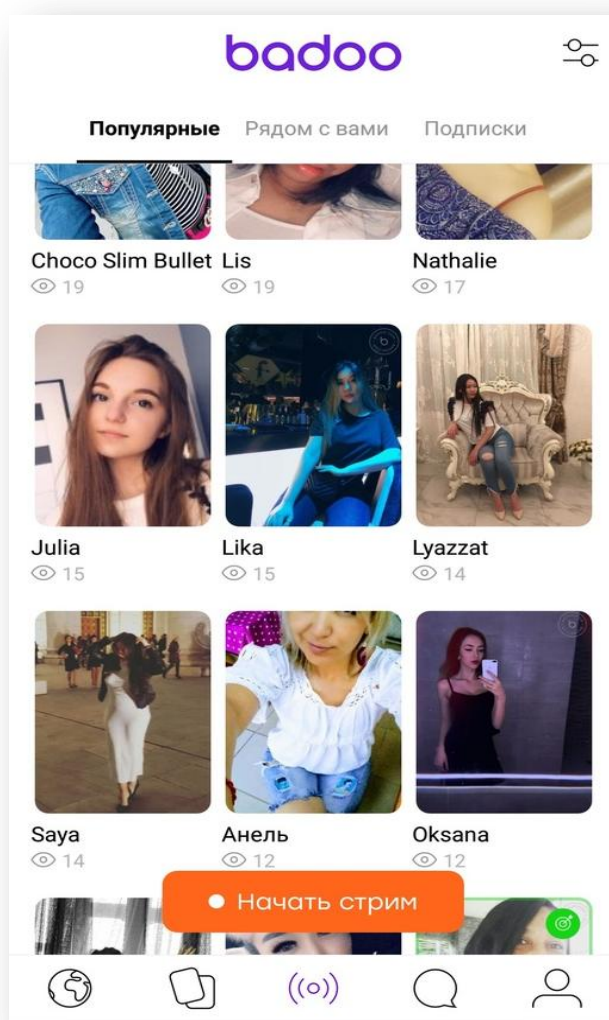 badoo
Популярные Рядом с вами Подписки
Choco Slim Bullet Lis Nathalie
19 19 17
Julia Lika Lyazzat
15 15 14
Saya Анель Oksana
14 12 12
Начать стрим